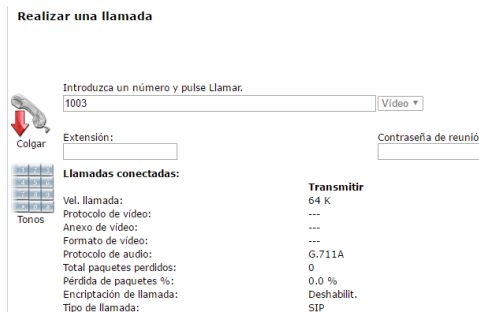 Realizar una llamada
Introduzca un número y pulse Llamar.
1003 Vídeo
Colgar
Extensión: Contraseña de reunió
Tonos
Llamadas conectadas:
Transmitir
Vel. llamada: 64 K
Protocolo de vídeo: ---
Anexo de vídeo: ---
Formato de vídeo: ---
Protocolo de audio: G.711A
Total paquetes perdidos: 0
Pérdida de paquetes %: 0.0 %
Encriptación de llamada: Deshabilit.
Tipo de llamada: SIP